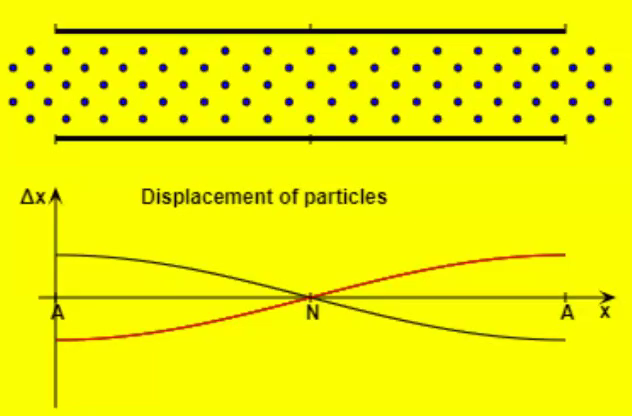 Δx Displacement of particles
A N A x